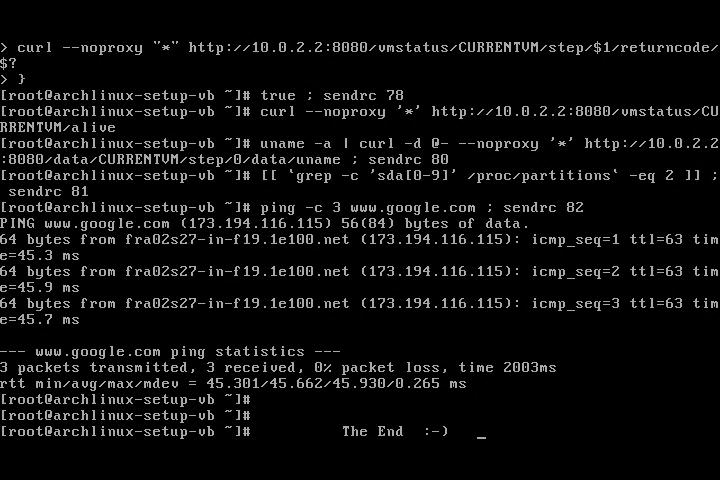 > curl --noproxy "*" http://10.0.2.2:8080/vmstatus/CURRENTVM/step/$1/returncode/
$?
> }
[root@archlinux-setup-vb ~]# true ; sendrc 78
[root@archlinux-setup-vb ~]# curl --noproxy '*' http://10.0.2.2:8080/vmstatus/CU
RRENTVM/alive
[root@archlinux-setup-vb ~]# uname -a | curl -d @- --noproxy '*' http://10.0.2.2
:8080/data/CURRENTVM/step/0/data/uname ; sendrc 80
[root@archlinux-setup-vb ~]# [[ `grep -c 'sda[0-9]' /proc/partitions` -eq 2 ]] ;
 sendrc 81
[root@archlinux-setup-vb ~]# ping -c 3 www.google.com ; sendrc 82
PING www.google.com (173.194.116.115) 56(84) bytes of data.
64 bytes from fra02s27-in-f19.1e100.net (173.194.116.115): icmp_seq=1 ttl=63 tim
e=45.3 ms
64 bytes from fra02s27-in-f19.1e100.net (173.194.116.115): icmp_seq=2 ttl=63 tim
e=45.9 ms
64 bytes from fra02s27-in-f19.1e100.net (173.194.116.115): icmp_seq=3 ttl=63 tim
e=45.7 ms
--- www.google.com ping statistics ---
3 packets transmitted, 3 received, 0% packet loss, time 2003ms
rtt min/avg/max/mdev = 45.301/45.662/45.930/0.265 ms
[root@archlinux-setup-vb ~]#
[root@archlinux-setup-vb ~]#
[root@archlinux-setup-vb ~]#          The End  :-)   _